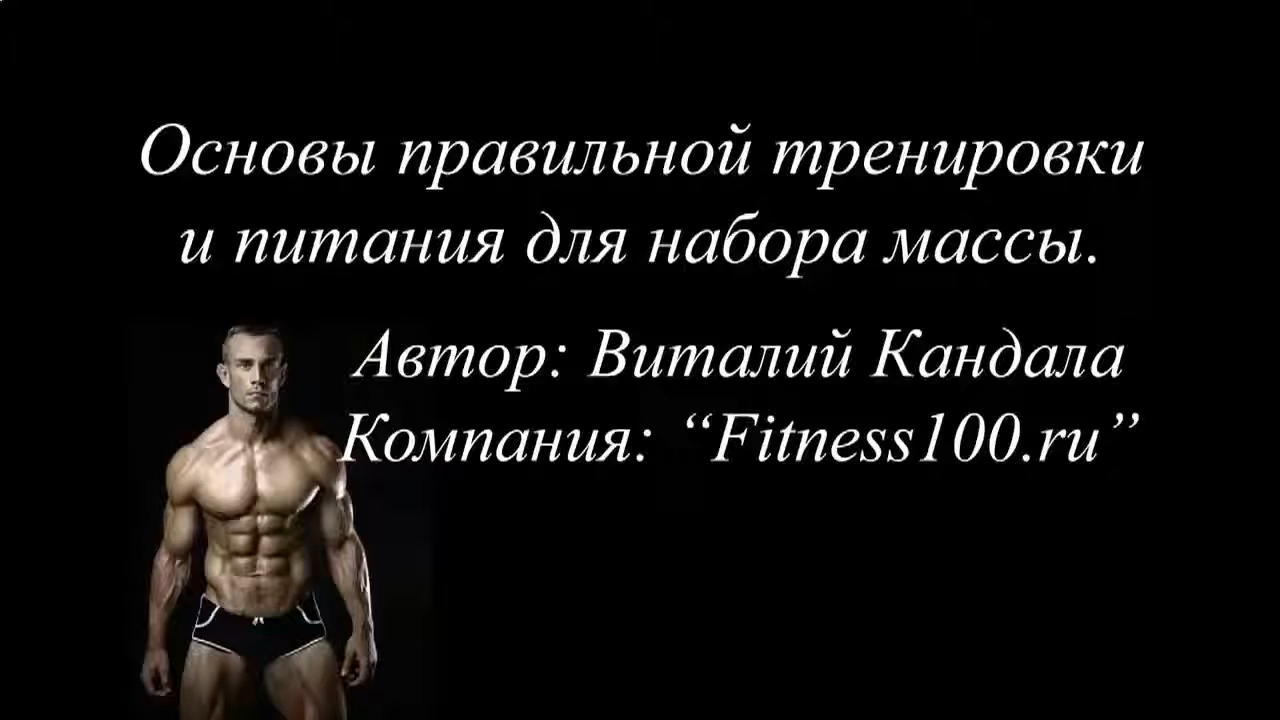 Основы правильной тренировки
и питания для набора массы.
Автор: Виталий Кандала
Компания: “Fitness100.ru”